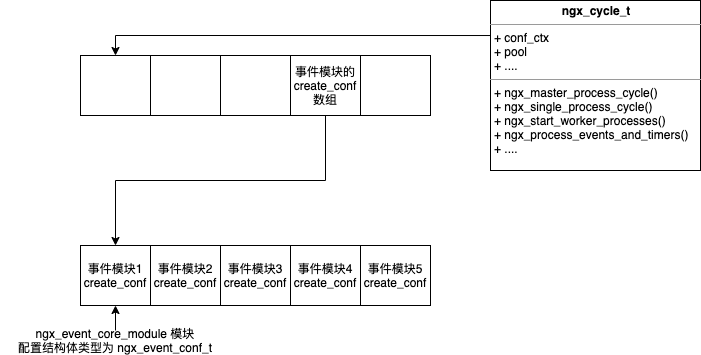 ngx_cycle_t
+ conf_ctx
+ pool
+ ....
+ ngx_master_process_cycle()
+ ngx_single_process_cycle()
+ ngx_start_worker_processes()
+ ngx_process_events_and_timers()
+ ....
事件模块的
create_conf
数组
事件模块1
create_conf
事件模块2
create_conf
事件模块3
create_conf
事件模块4
create_conf
事件模块5
create_conf
ngx_event_core_module 模块
配置结构体类型为 ngx_event_conf_t